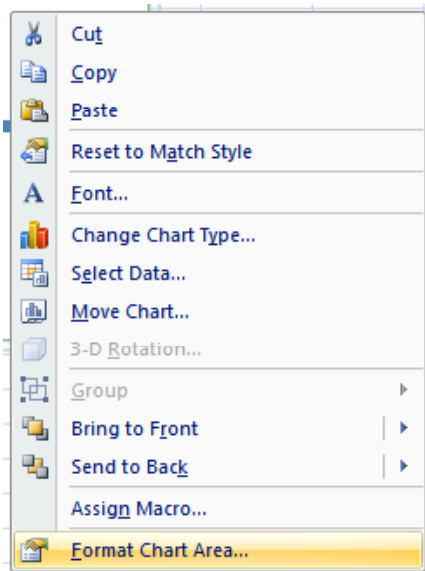 Cut
Copy
Paste
Reset to Match Style
Font...
Change Chart Type...
Select Data...
Move Chart...
3-D Rotation...
Group
Bring to Front
Send to Back
Assign Macro...
Format Chart Area...